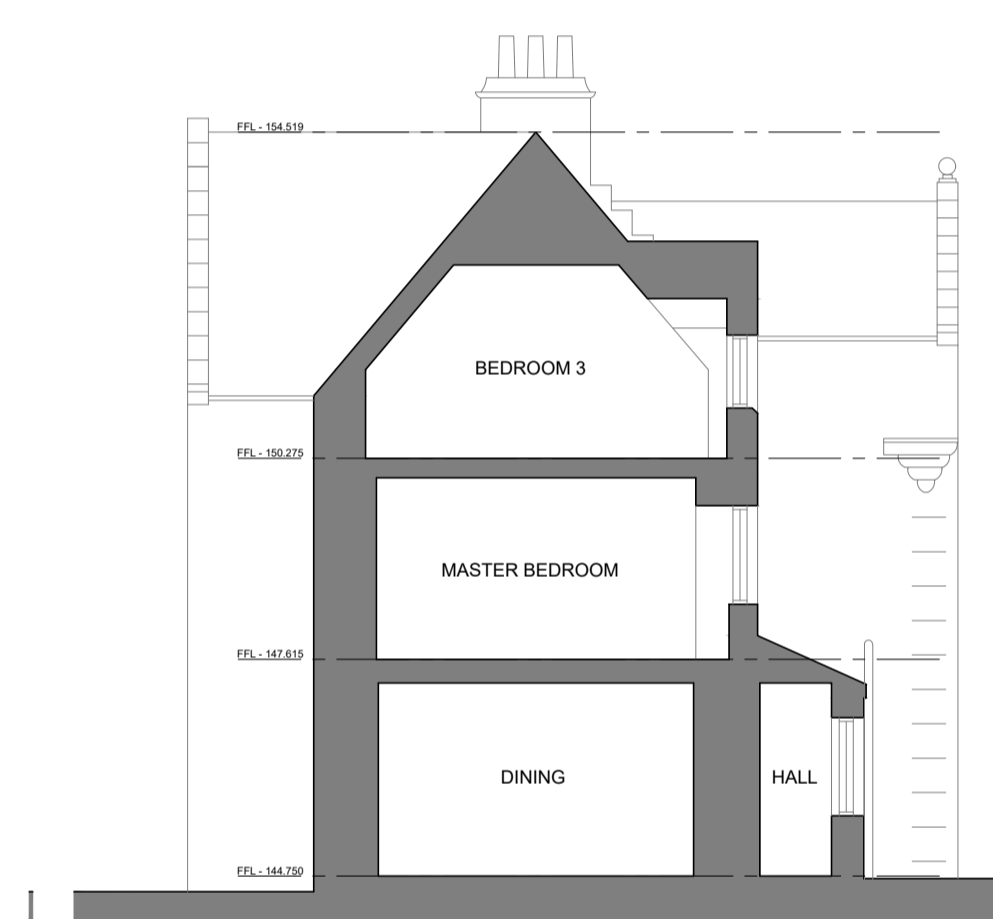 FFL - 154.519
BEDROOM 3
FFL - 150.275
MASTER BEDROOM
FFL - 147.615
DINING
HALL
FFL - 144.750